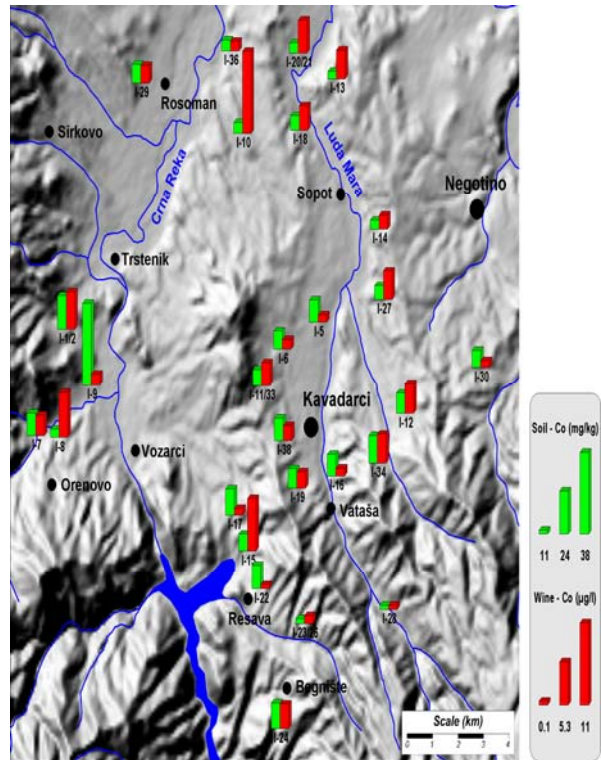 I-36
I-20/21
I-13
I-29
Rosoman
I-10
I-18
Sirkovo
Crna Reka
Luda Mara
Sopot
Negotino
I-14
Trstenik
I-27
I-1/2
I-5
I-6
I-30
I-9
I-11/33
I-12
Kavadarci
I-7
I-8
I-38
Vozarci
I-34
Orenovo
I-19
I-16
I-17
Vataša
I-15
I-22
Resava
I-28
Begnište
I-24
Scale (km)
0 1 2 3 4
Soil - Co (mg/kg)
11 24 38
Wine - Co (µg/l)
0.1 5.3 11